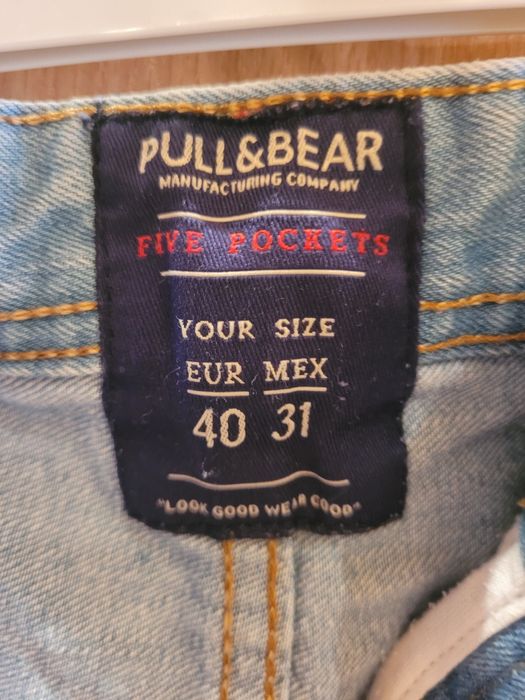 PULL&BEAR
MANUFACTURING COMPANY
FIVE POCKETS
YOUR SIZE
EUR MEX
40 31
"LOOK GOOD WEAR GOOD"